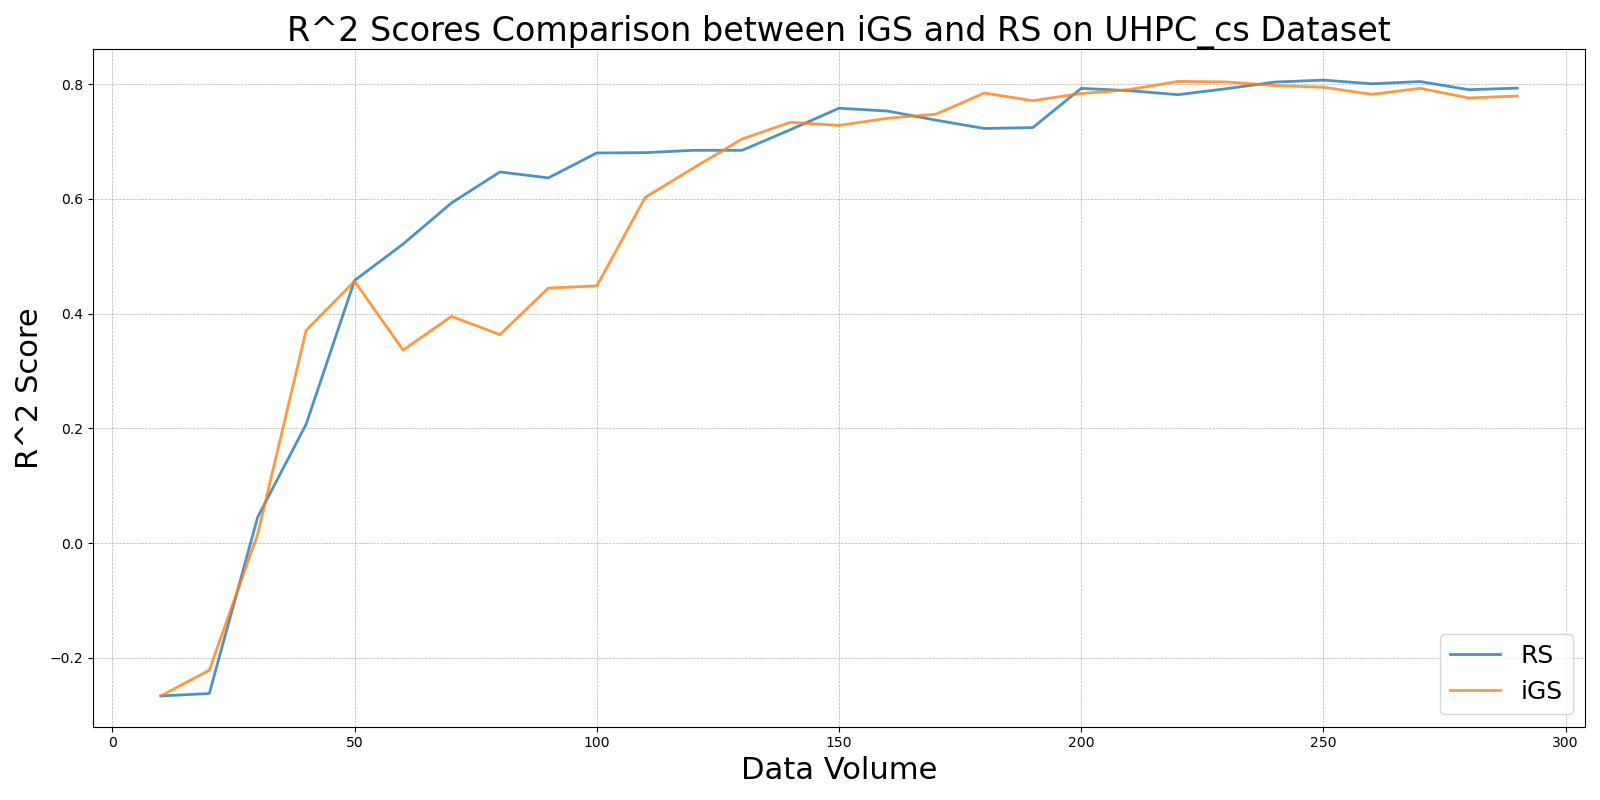 R^2 Scores Comparison between iGS and RS on UHPC_cs Dataset
R^2 Score
0.8
0.6
0.4
0.2
0.0
−0.2
RS
iGS
0 50 100 150 200 250 300
Data Volume